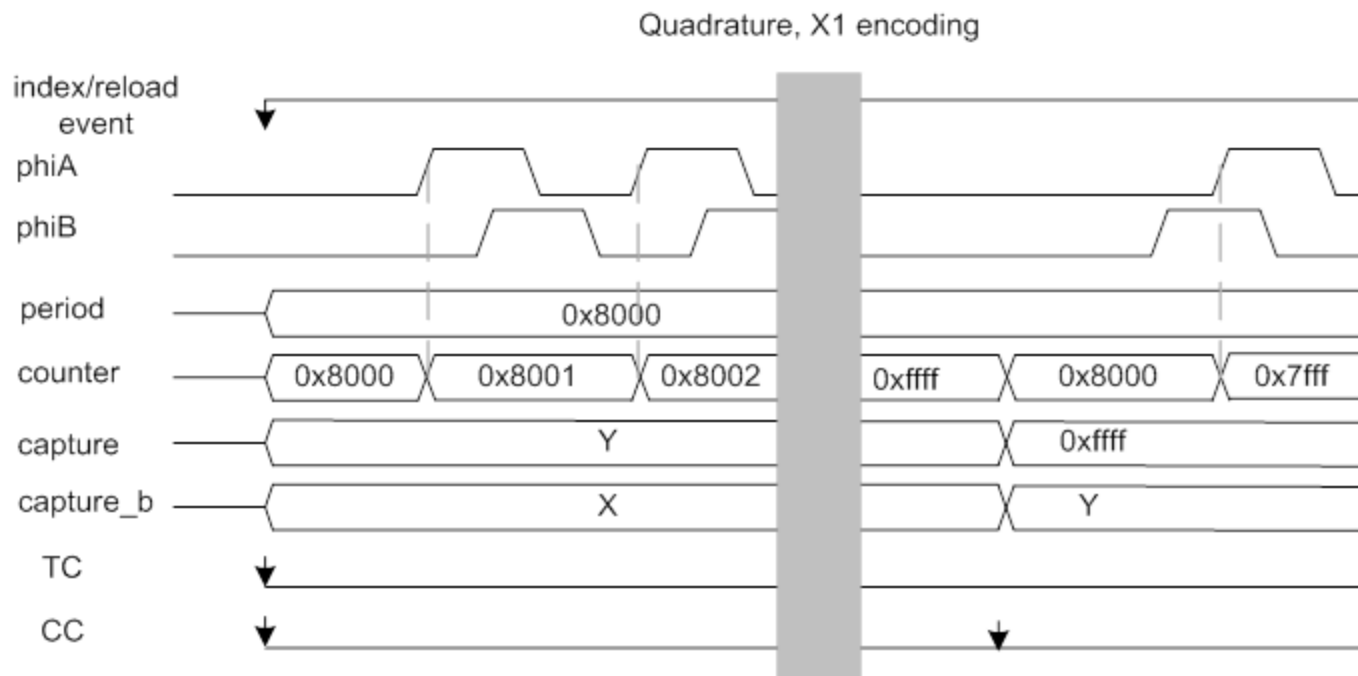 Quadrature, X1 encoding
index/reload
event
phiA
phiB
period
0x8000
counter
0x8000
0x8001
0x8002
0xffff
0x8000
0x7fff
capture
Y
0xffff
capture_b
X
Y
TC
CC